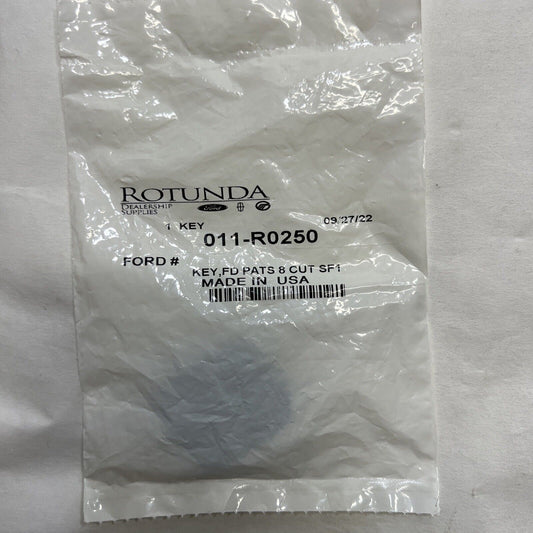 ROTUNDA
DEALERSHIP
SUPPLIES
Ford
1 KEY 09/27/22
011-R0250
FORD #
KEY,FD PATS 8 CUT SF1
MADE IN USA